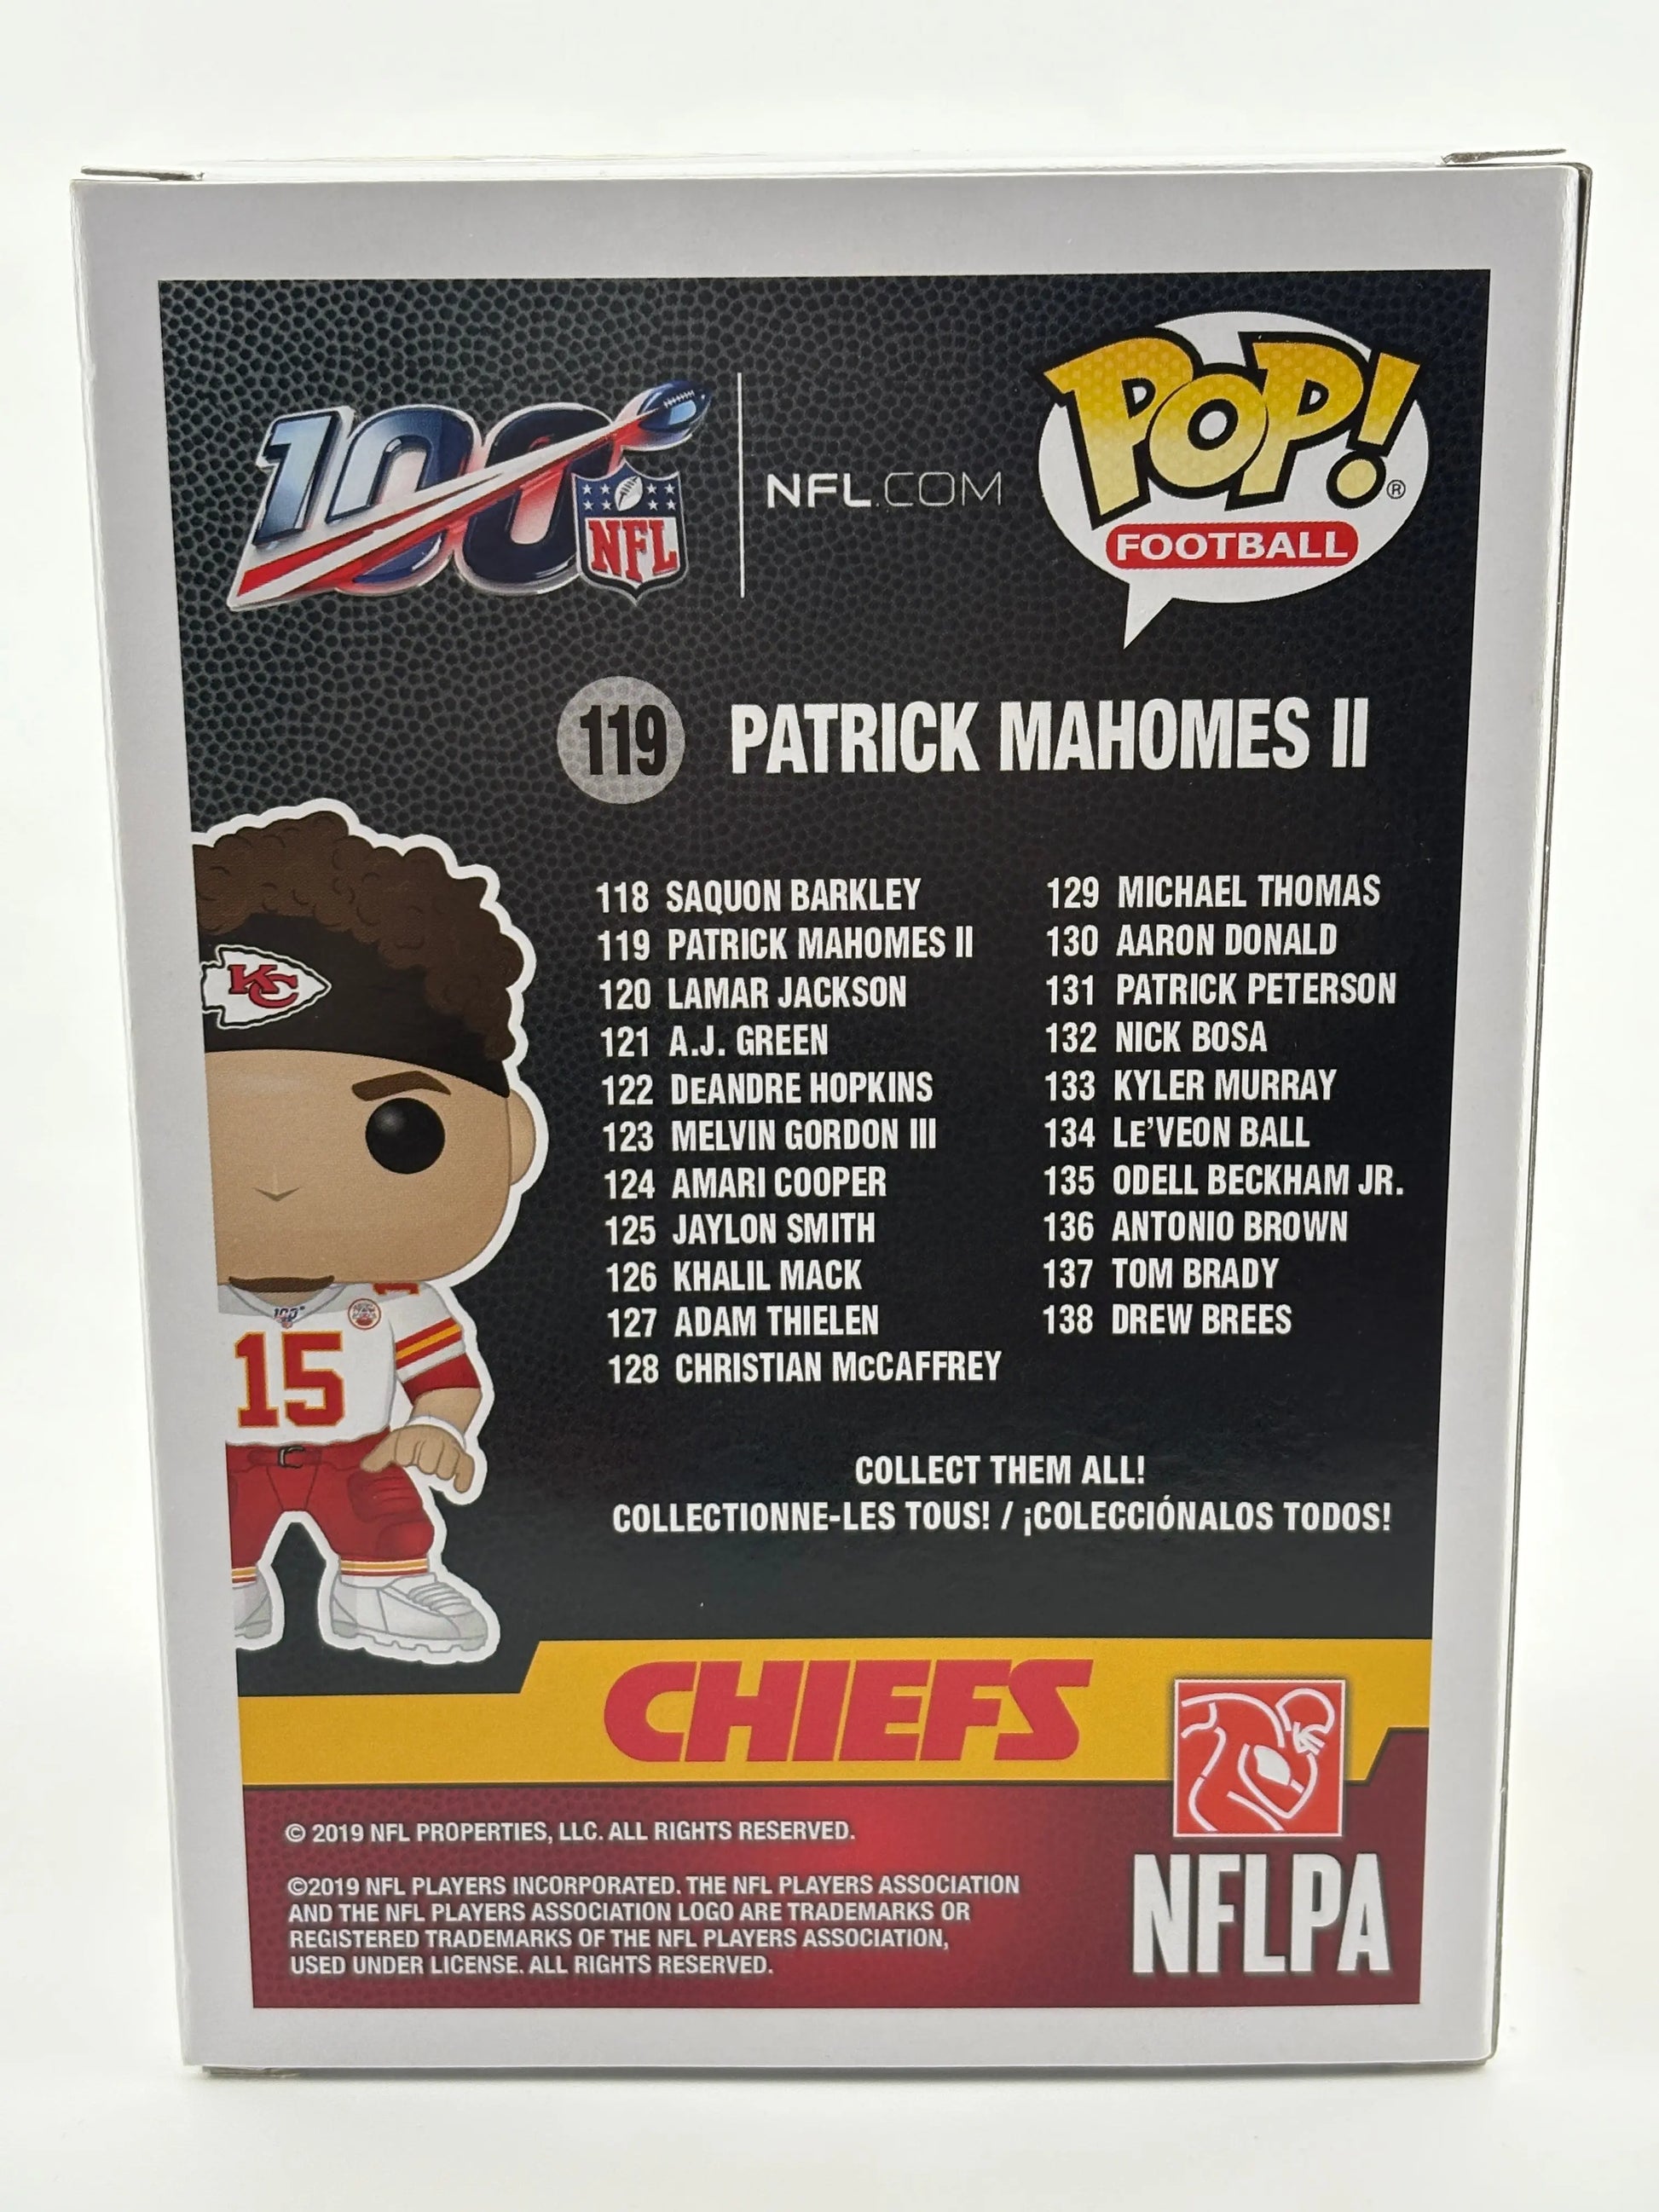 100
NFL
NFL.COM
POP!®
FOOTBALL
119 PATRICK MAHOMES II
118 SAQUON BARKLEY
119 PATRICK MAHOMES II
120 LAMAR JACKSON
121 A.J. GREEN
122 DeANDRE HOPKINS
123 MELVIN GORDON III
124 AMARI COOPER
125 JAYLON SMITH
126 KHALIL MACK
127 ADAM THIELEN
128 CHRISTIAN McCAFFREY
129 MICHAEL THOMAS
130 AARON DONALD
131 PATRICK PETERSON
132 NICK BOSA
133 KYLER MURRAY
134 Le'VEON BALL
135 ODELL BECKHAM JR.
136 ANTONIO BROWN
137 TOM BRADY
138 DREW BREES
KC
100
15
COLLECT THEM ALL!
COLLECTIONNE-LES TOUS! / ¡COLECCIÓNALOS TODOS!
CHIEFS
© 2019 NFL PROPERTIES, LLC. ALL RIGHTS RESERVED.
©2019 NFL PLAYERS INCORPORATED. THE NFL PLAYERS ASSOCIATION
AND THE NFL PLAYERS ASSOCIATION LOGO ARE TRADEMARKS OR
REGISTERED TRADEMARKS OF THE NFL PLAYERS ASSOCIATION,
USED UNDER LICENSE. ALL RIGHTS RESERVED.
NFLPA